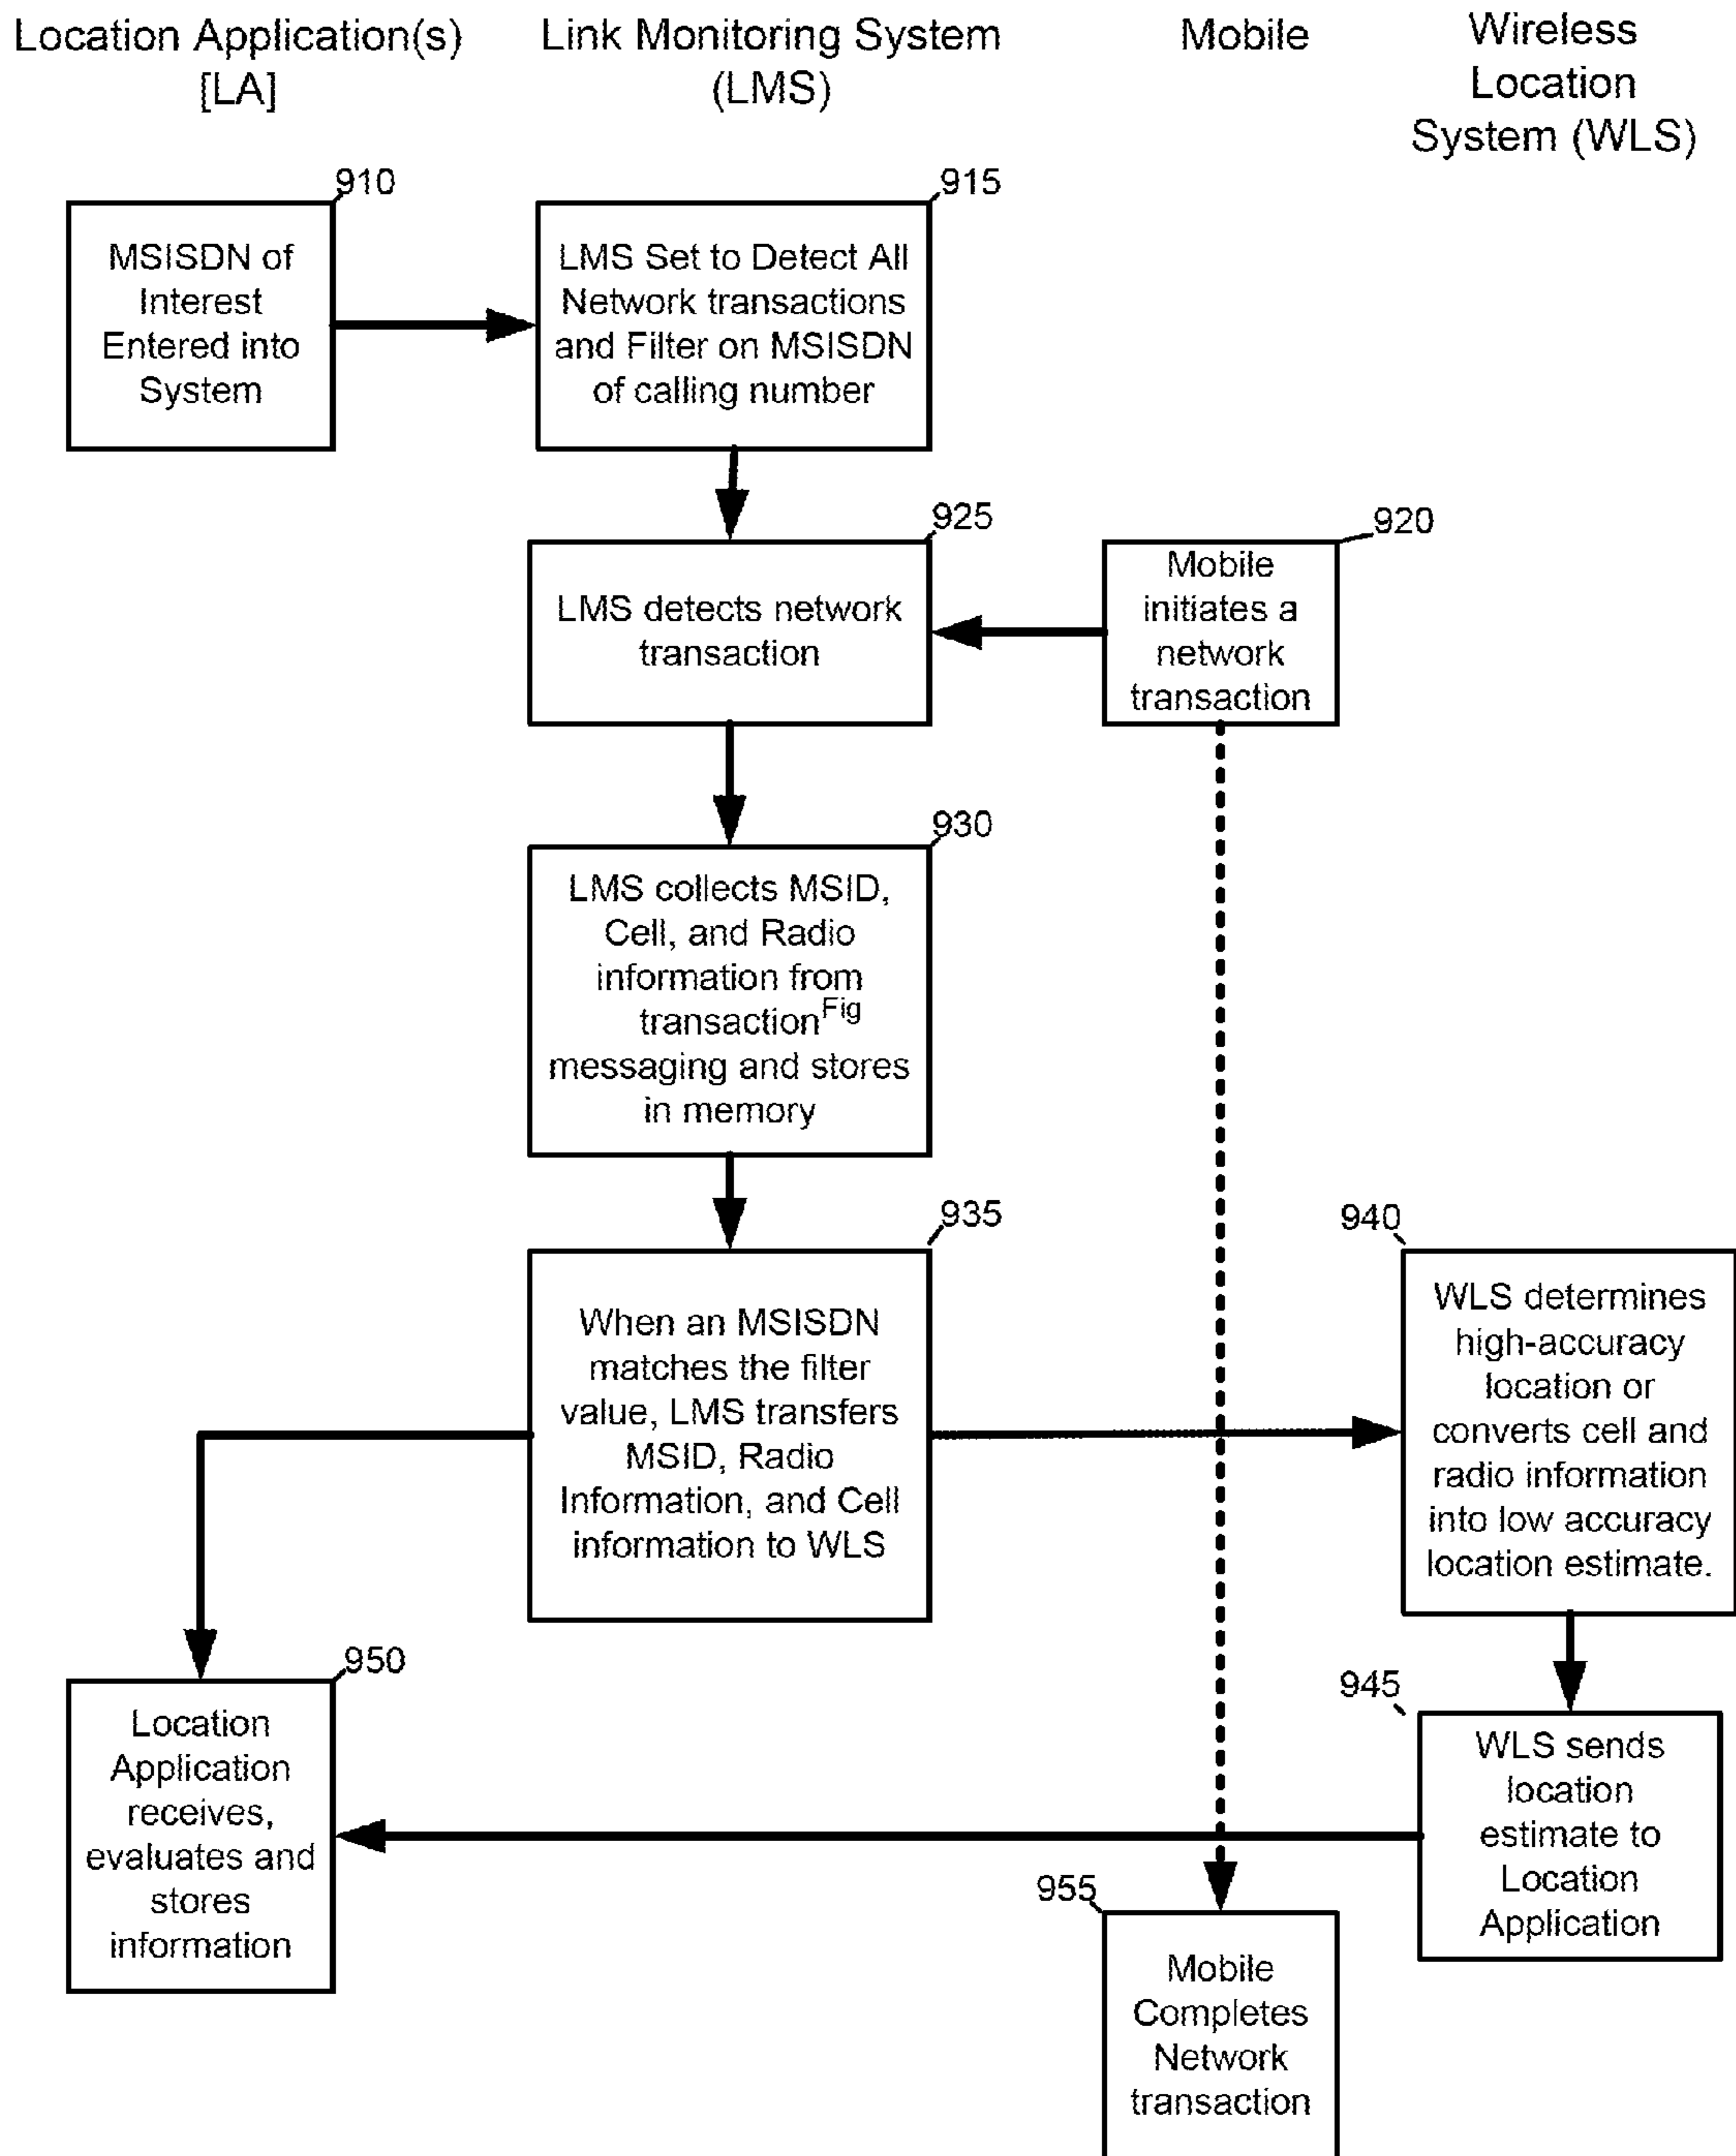 Location Application(s)
[LA]
Link Monitoring System
(LMS)
Mobile
Wireless
Location
System (WLS)
910
MSISDN of
Interest
Entered into
System
915
LMS Set to Detect All
Network transactions
and Filter on MSISDN
of calling number
925
LMS detects network
transaction
920
Mobile
initiates a
network
transaction
930
LMS collects MSID,
Cell, and Radio
information from
transaction Fig
messaging and stores
in memory
935
When an MSISDN
matches the filter
value, LMS transfers
MSID, Radio
Information, and Cell
information to WLS
940
WLS determines
high-accuracy
location or
converts cell and
radio information
into low accuracy
location estimate.
950
Location
Application
receives,
evaluates and
stores
information
945
WLS sends
location
estimate to
Location
Application
955
Mobile
Completes
Network
transaction